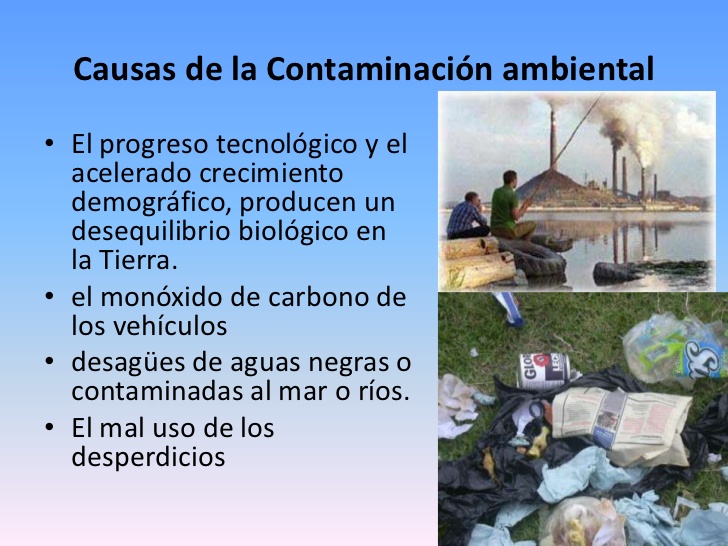 Causas de la Contaminación ambiental
• El progreso tecnológico y el
acelerado crecimiento
demográfico, producen un
desequilibrio biológico en
la Tierra.
• el monóxido de carbono de
los vehículos
• desagües de aguas negras o
contaminadas al mar o ríos.
• El mal uso de los
desperdicios